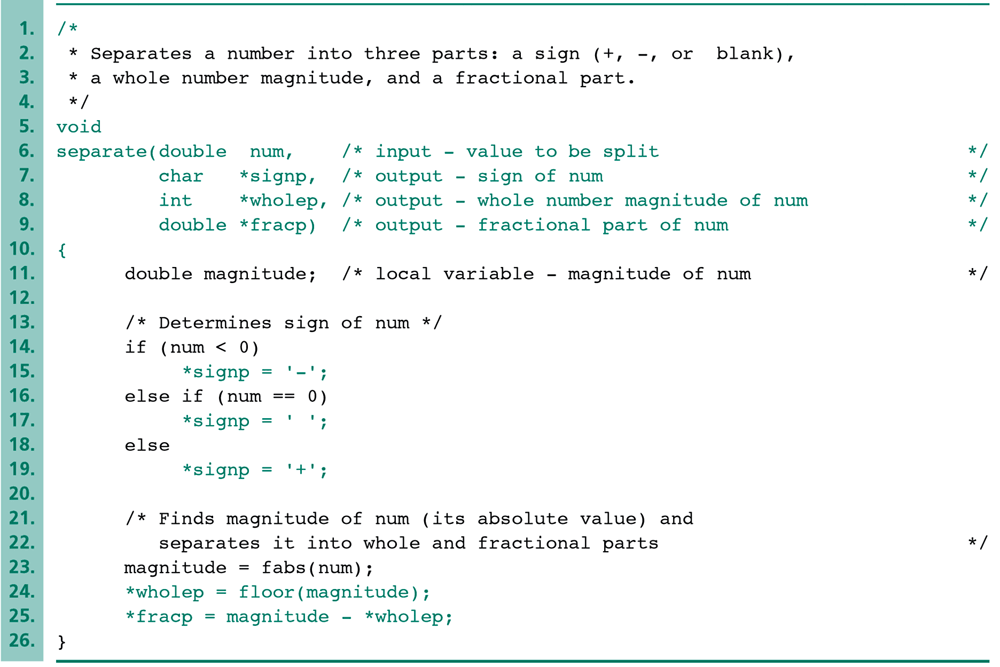 1. /*
2.  * Separates a number into three parts: a sign (+, -, or  blank),
3.  * a whole number magnitude, and a fractional part.
4.  */
5. void
6. separate(double  num,    /* input - value to be split                           */
7.          char   *signp,  /* output - sign of num                                */
8.          int    *wholep, /* output - whole number magnitude of num              */
9.          double *fracp)  /* output - fractional part of num                     */
10. {
11.       double magnitude;  /* local variable - magnitude of num                   */
12.
13.       /* Determines sign of num */
14.       if (num < 0)
15.            *signp = '-';
16.       else if (num == 0)
17.            *signp = ' ';
18.       else
19.            *signp = '+';
20.
21.       /* Finds magnitude of num (its absolute value) and
22.          separates it into whole and fractional parts                           */
23.       magnitude = fabs(num);
24.       *wholep = floor(magnitude);
25.       *fracp = magnitude - *wholep;
26. }